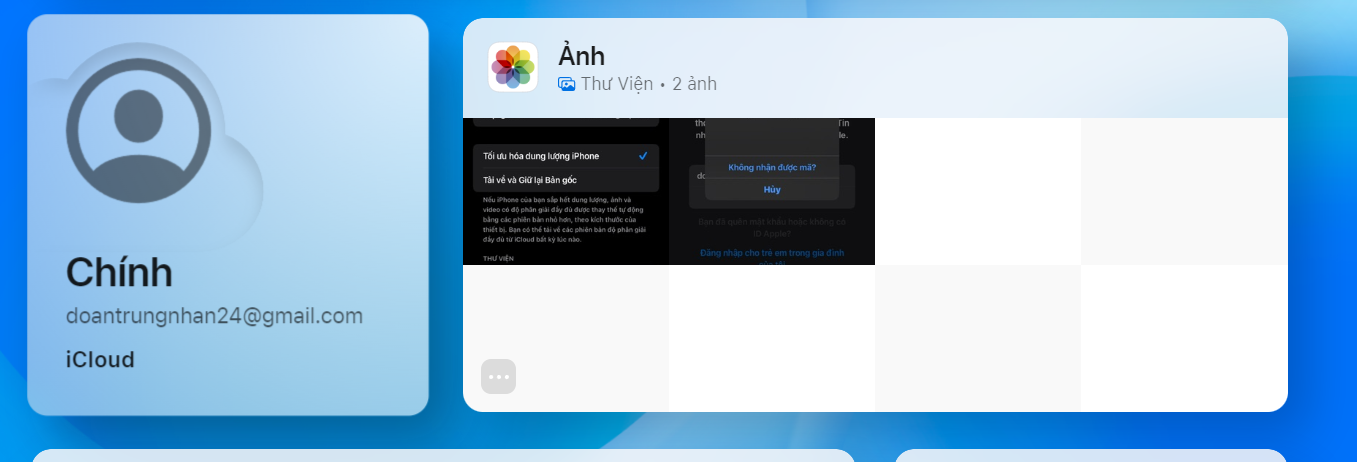 Chính
doantrungnhan24@gmail.com
iCloud
Ảnh
Thư Viện • 2 ảnh
Tối ưu hóa dung lượng iPhone
Tải về và Giữ lại Bản gốc
Nếu iPhone của bạn sắp hết dung lượng, ảnh và
video có độ phân giải đầy đủ được thay thế tự động
bằng các phiên bản nhỏ hơn, theo kích thước của
thiết bị. Bạn có thể tải về các phiên bản độ phân giải
đầy đủ từ iCloud bất kỳ lúc nào.
THƯ VIỆN
Không nhận được mã?
Hủy
Bạn đã quên mật khẩu hoặc không có
ID Apple?
Đăng nhập cho trẻ em trong gia đình